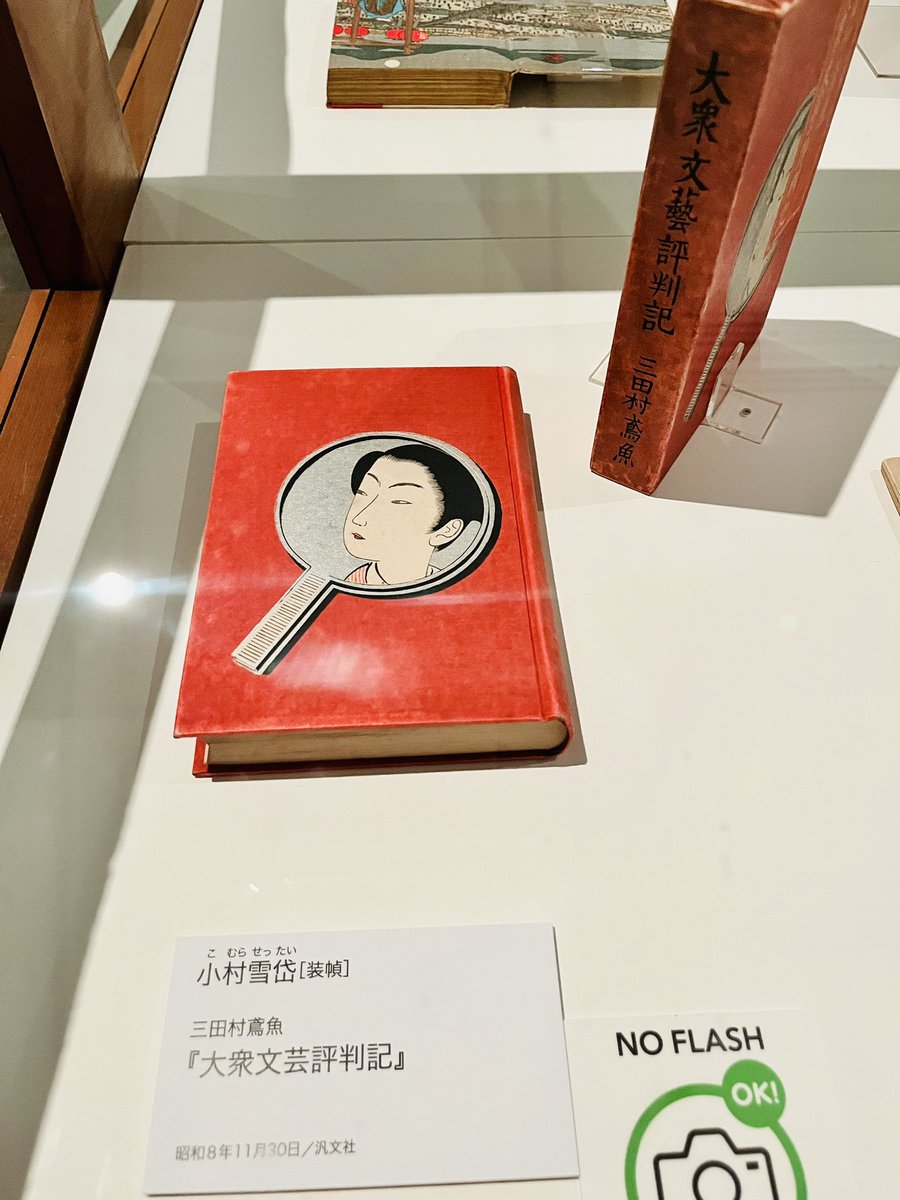 大衆文藝評判記 三田村鳶魚
こ むら せっ たい
小村雪岱[装幀]
三田村鳶魚
『大衆文芸評判記』
昭和8年11月30日/汎文社
NO FLASH
OK!